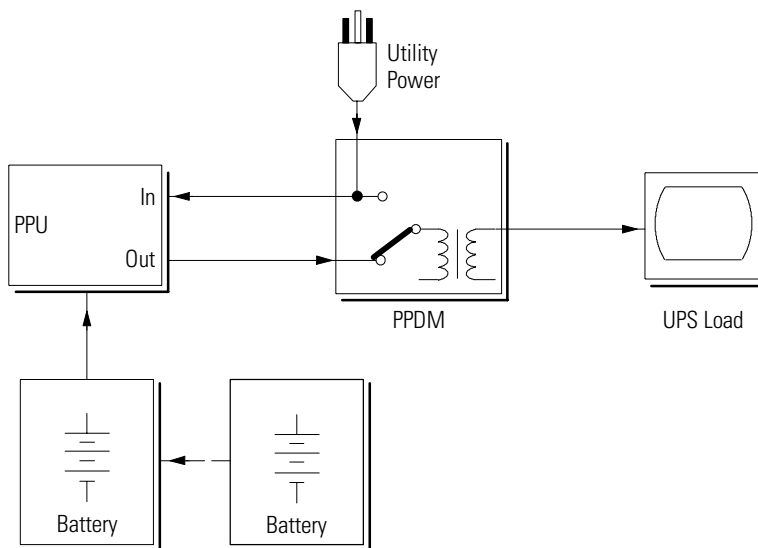 Utility
Power
In
PPU
Out
PPDM
UPS Load
Battery
Battery